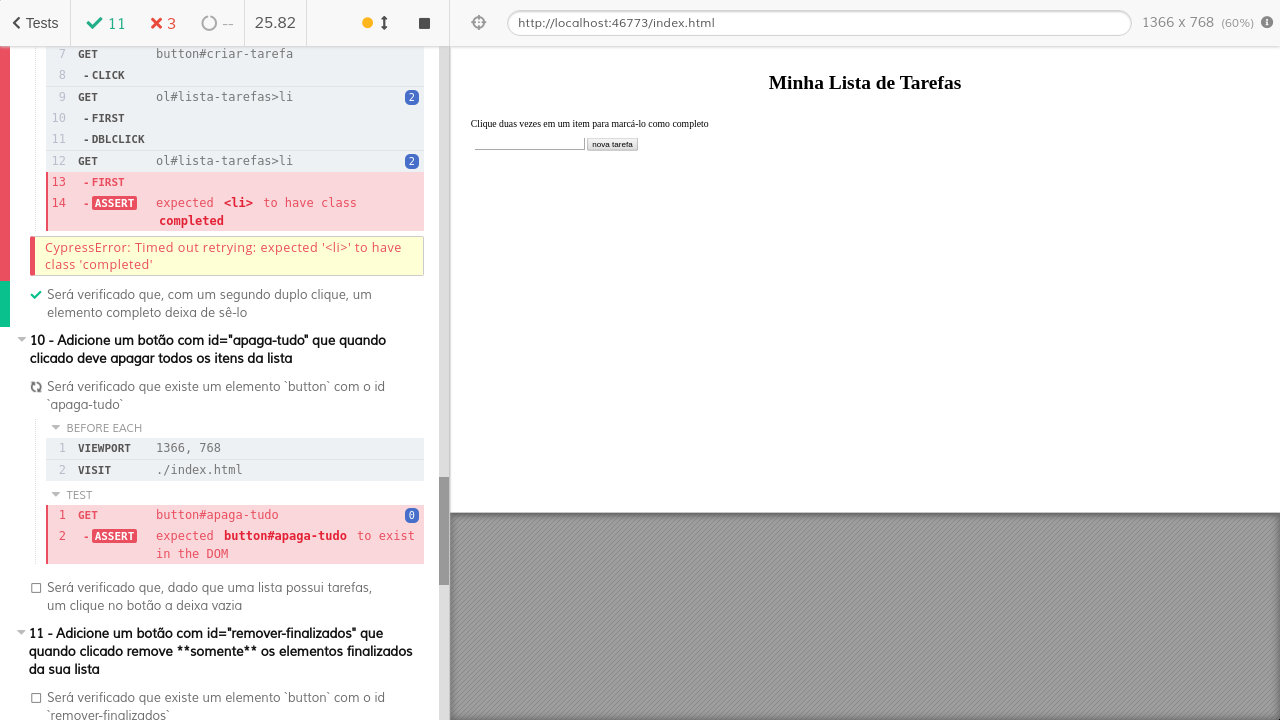 Tests 11 3 -- 25.82 http://localhost:46773/index.html 1366 x 768 (60%)
7 GET button#criar-tarefa
8 - CLICK
9 GET ol#lista-tarefas>li 2
10 - FIRST
11 - DBLCLICK
12 GET ol#lista-tarefas>li 2
13 - FIRST
14 - ASSERT expected <li> to have class
completed
CypressError: Timed out retrying: expected '<li>' to have
class 'completed'
Será verificado que, com um segundo duplo clique, um
elemento completo deixa de sê-lo
10 - Adicione um botão com id="apaga-tudo" que quando
clicado deve apagar todos os itens da lista
Será verificado que existe um elemento `button` com o id
`apaga-tudo`
BEFORE EACH
1 VIEWPORT 1366, 768
2 VISIT ./index.html
TEST
1 GET button#apaga-tudo 0
2 - ASSERT expected button#apaga-tudo to exist
in the DOM
Será verificado que, dado que uma lista possui tarefas,
um clique no botão a deixa vazia
11 - Adicione um botão com id="remover-finalizados" que
quando clicado remove **somente** os elementos finalizados
da sua lista
Será verificado que existe um elemento `button` com o id
`remover-finalizados`
Minha Lista de Tarefas
Clique duas vezes em um item para marcá-lo como completo
nova tarefa